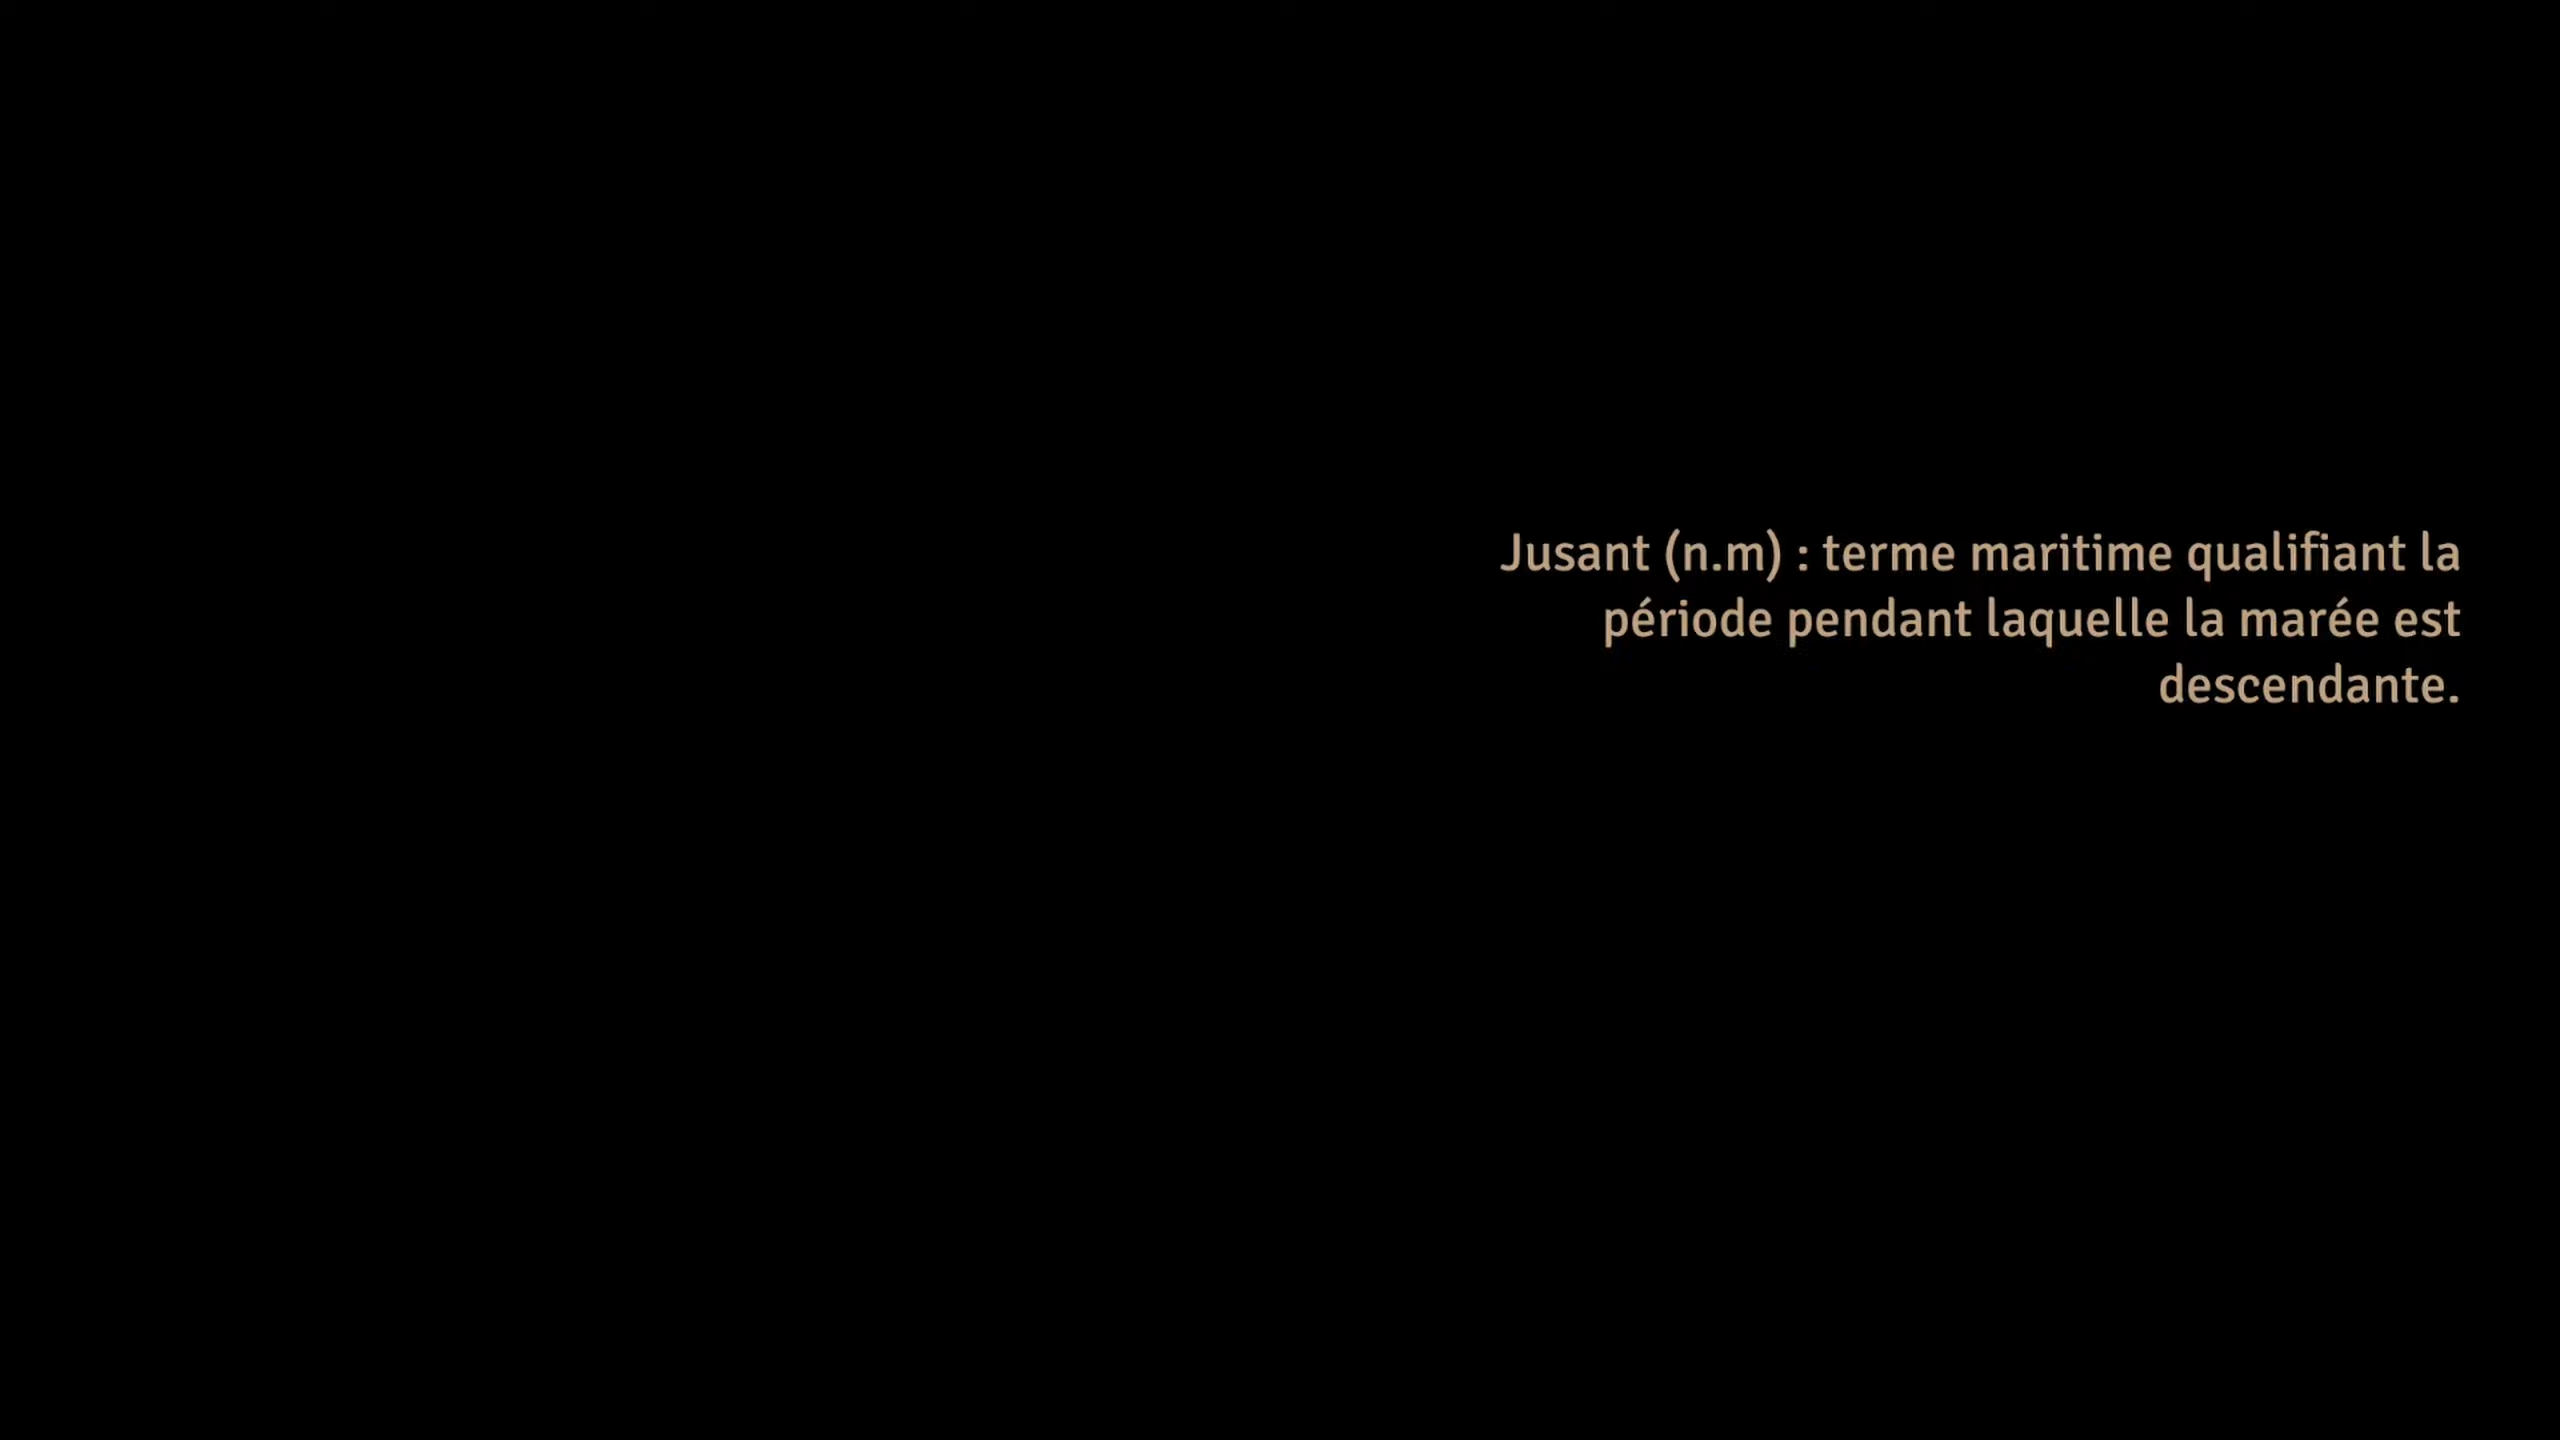 Jusant (n.m) : terme maritime qualifiant la
période pendant laquelle la marée est
descendante.